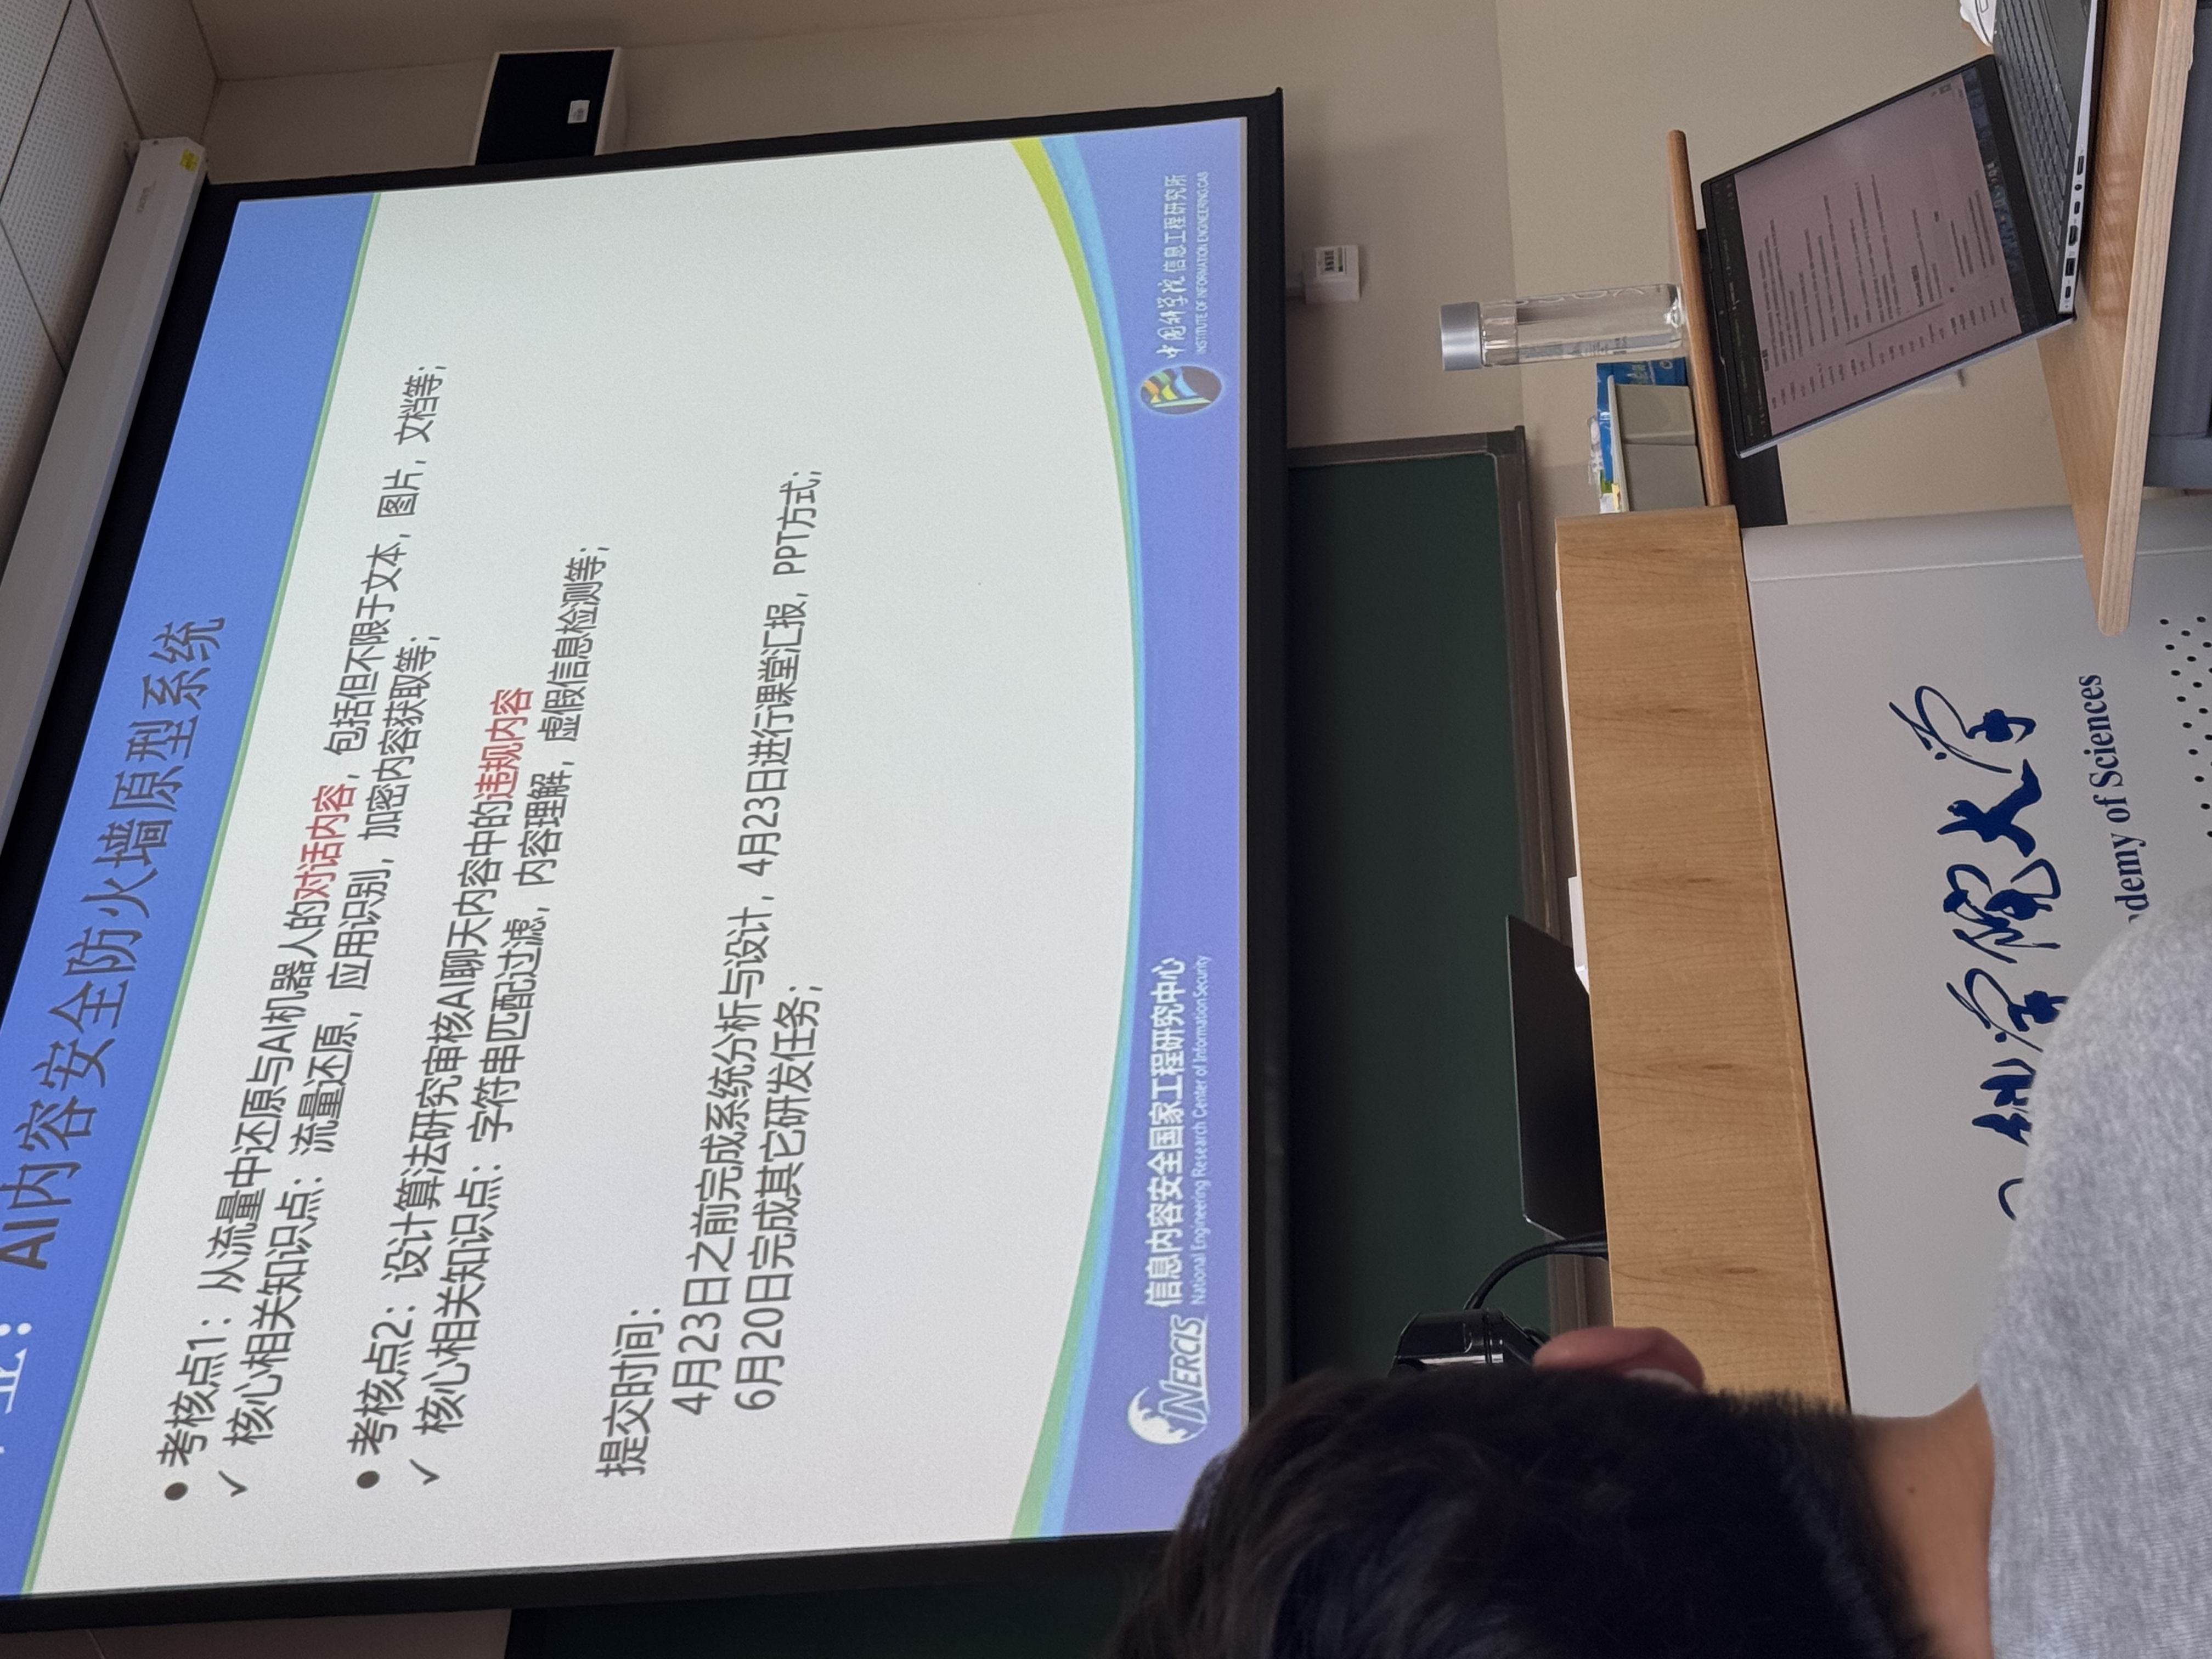 业：AI内容安全防火墙原型系统
• 考核点1：从流量中还原与AI机器人的对话内容，包括但不限于文本，图片，文档等；
✓ 核心相关知识点：流量还原，应用识别，加密内容获取等；
• 考核点2：设计算法研究审核AI聊天内容中的违规内容
✓ 核心相关知识点：字符串匹配过滤，内容理解，虚假信息检测等；
提交时间：
4月23日之前完成系统分析与设计，4月23日进行课堂汇报，PPT方式；
6月20日完成其它研发任务；
NERCIS 信息内容安全国家工程研究中心
National Engineering Research Center of Information Security
中国科学院 信息工程研究所
INSTITUTE OF INFORMATION ENGINEERING,CAS
科学院大学
ademy of Sciences